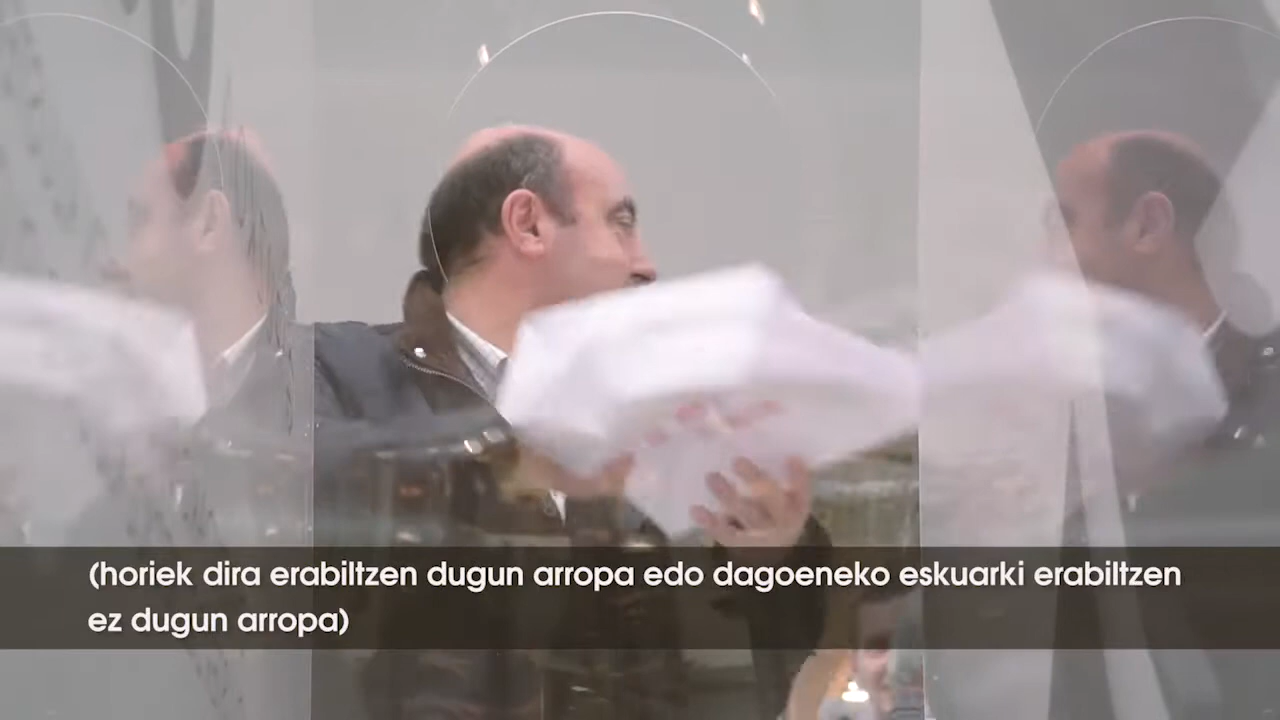 (horiek dira erabiltzen dugun arropa edo dagoeneko eskuarki erabiltzen
ez dugun arropa)